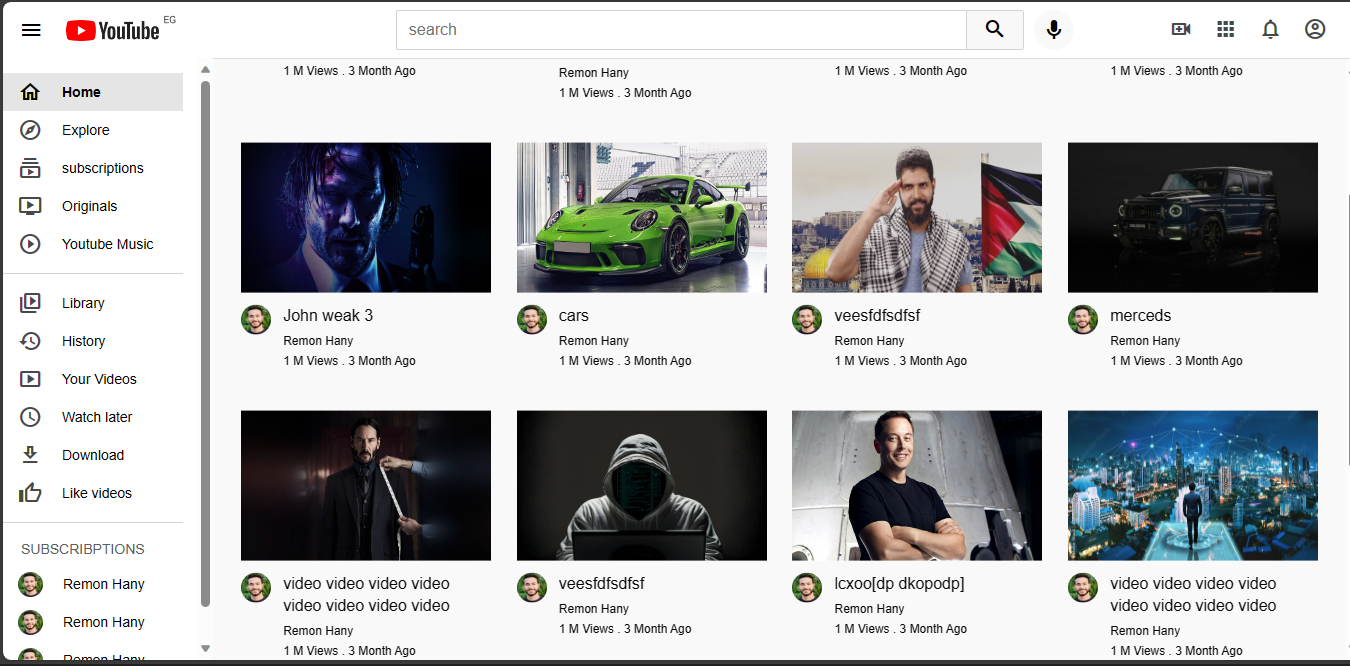 YouTube EG
search
Home
Explore
subscriptions
Originals
Youtube Music
Library
History
Your Videos
Watch later
Download
Like videos
SUBSCRIBPTIONS
Remon Hany
Remon Hany
Remon Hany
1 M Views . 3 Month Ago
Remon Hany
1 M Views . 3 Month Ago
1 M Views . 3 Month Ago
1 M Views . 3 Month Ago
John weak 3
Remon Hany
1 M Views . 3 Month Ago
cars
Remon Hany
1 M Views . 3 Month Ago
veesfdfsdfsf
Remon Hany
1 M Views . 3 Month Ago
merceds
Remon Hany
1 M Views . 3 Month Ago
video video video video
video video video video
Remon Hany
1 M Views . 3 Month Ago
veesfdfsdfsf
Remon Hany
1 M Views . 3 Month Ago
lcxoo[dp dkopodp]
Remon Hany
1 M Views . 3 Month Ago
video video video video
video video video video
Remon Hany
1 M Views . 3 Month Ago